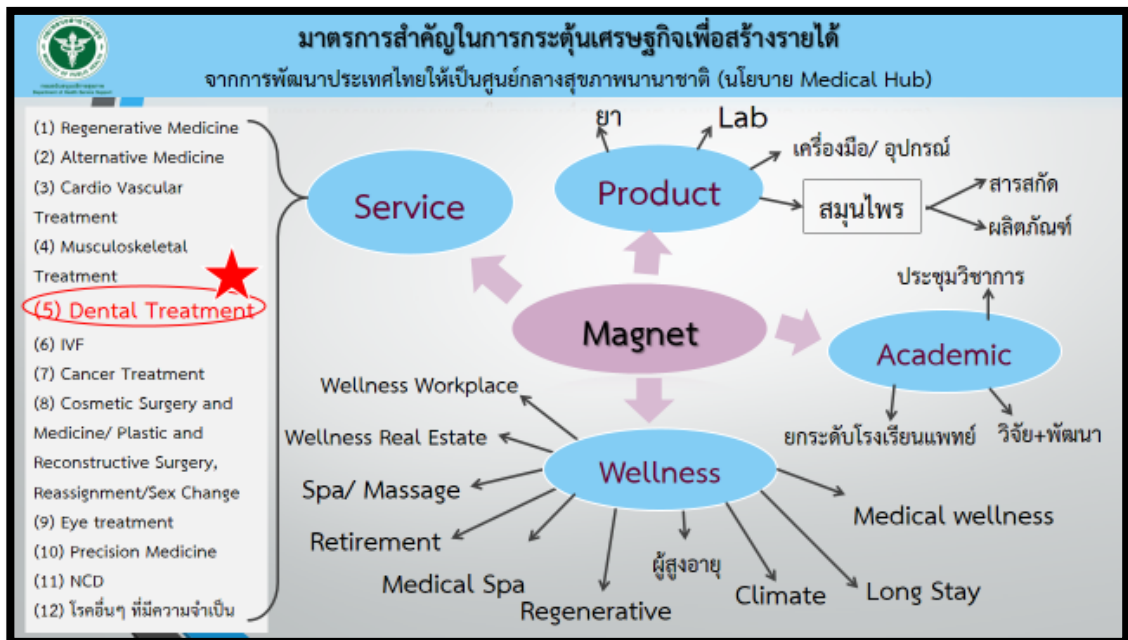 มาตรการสำคัญในการกระตุ้นเศรษฐกิจเพื่อสร้างรายได้
จากการพัฒนาประเทศไทยให้เป็นศูนย์กลางสุขภาพนานาชาติ (นโยบาย Medical Hub)
(1) Regenerative Medicine
(2) Alternative Medicine
(3) Cardio Vascular
Treatment
(4) Musculoskeletal
Treatment
(5) Dental Treatment
(6) IVF
(7) Cancer Treatment
(8) Cosmetic Surgery and
Medicine/ Plastic and
Reconstructive Surgery,
Reassignment/Sex Change
(9) Eye treatment
(10) Precision Medicine
(11) NCD
(12) โรคอื่นๆ ที่มีความจำเป็น
Service
ยา
Lab
เครื่องมือ/ อุปกรณ์
Product
สมุนไพร
สารสกัด
ผลิตภัณฑ์
Magnet
ประชุมวิชาการ
Academic
ยกระดับโรงเรียนแพทย์
วิจัย+พัฒนา
Wellness
Wellness Workplace
Wellness Real Estate
Spa/ Massage
Retirement
Medical Spa
Regenerative
ผู้สูงอายุ
Climate
Long Stay
Medical wellness